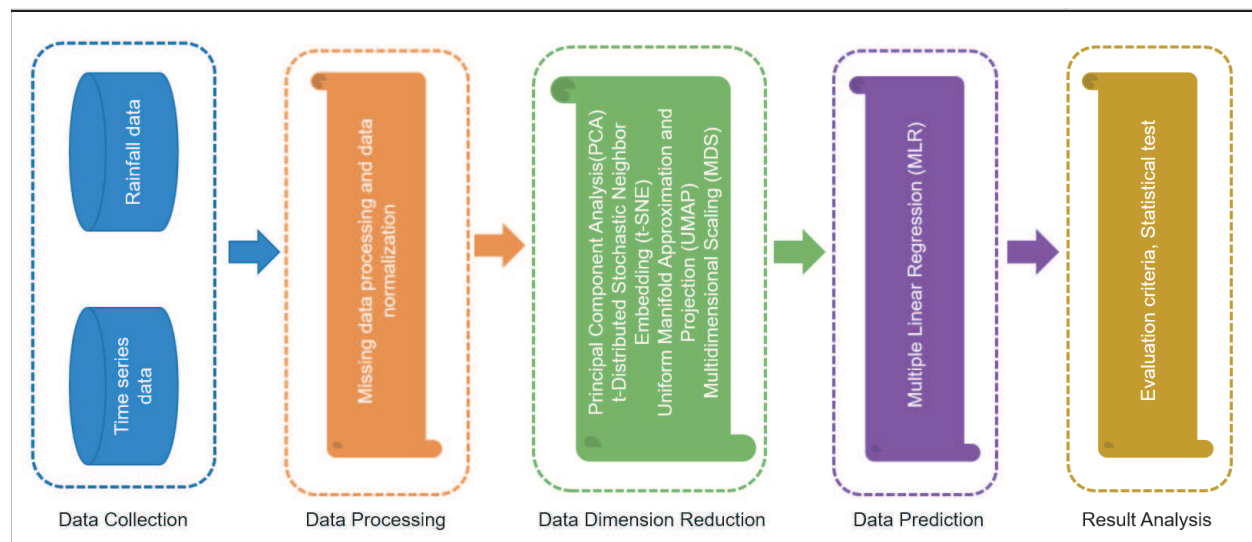 Rainfall data
Time series
data
Missing data processing and data
normalization
Principal Component Analysis(PCA)
t-Distributed Stochastic Neighbor
Embedding (t-SNE)
Uniform Manifold Approximation and
Projection (UMAP)
Multidimensional Scaling (MDS)
Multiple Linear Regression (MLR)
Evaluation criteria, Statistical test
Data Collection
Data Processing
Data Dimension Reduction
Data Prediction
Result Analysis